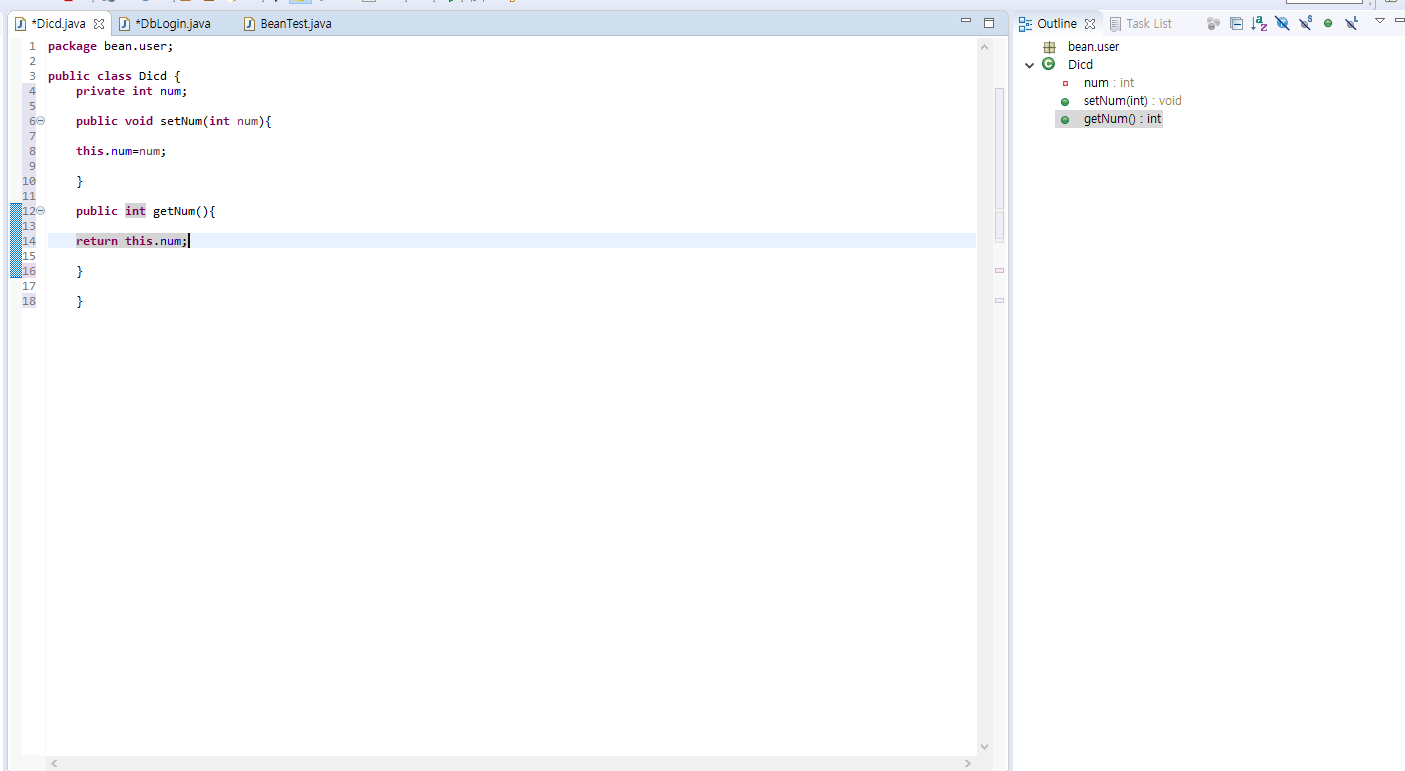 *Dicd.java
*DbLogin.java
BeanTest.java
1 package bean.user;
2
3 public class Dicd {
4 private int num;
5
6 public void setNum(int num){
7
8 this.num=num;
9
10 }
11
12 public int getNum(){
13
14 return this.num;
15
16 }
17
18 }
Outline
Task List
bean.user
Dicd
num : int
setNum(int) : void
getNum() : int